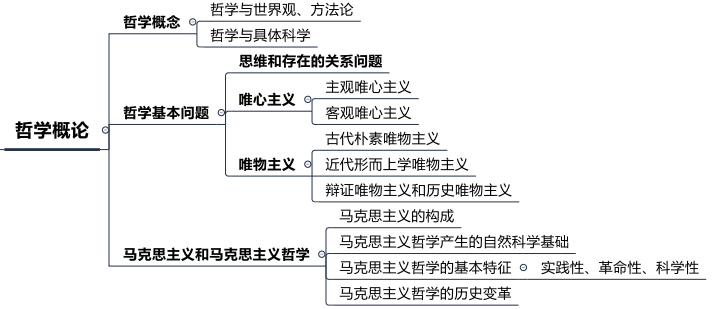 哲学概论
哲学概念
哲学与世界观、方法论
哲学与具体科学
哲学基本问题
思维和存在的关系问题
唯心主义
主观唯心主义
客观唯心主义
唯物主义
古代朴素唯物主义
近代形而上学唯物主义
辩证唯物主义和历史唯物主义
马克思主义和马克思主义哲学
马克思主义的构成
马克思主义哲学产生的自然科学基础
马克思主义哲学的基本特征
实践性、革命性、科学性
马克思主义哲学的历史变革